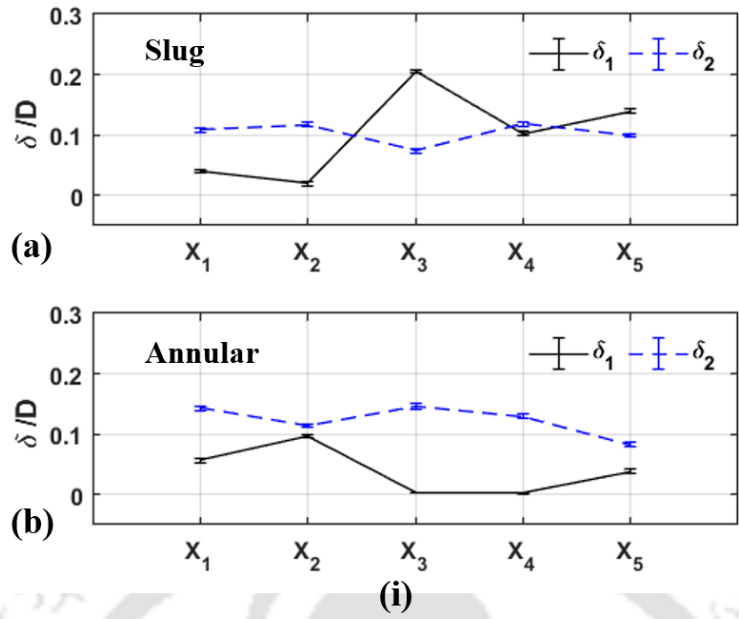 0.3
Slug
δ₁ δ₂
0.2
δ /D
0.1
0
(a)
X₁ X₂ X₃ X₄ X₅
0.3
Annular
δ₁ δ₂
0.2
δ /D
0.1
0
(b)
X₁ X₂ X₃ X₄ X₅
(i)